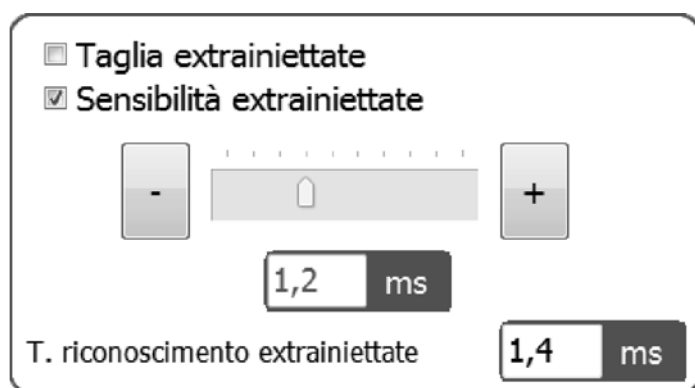 Taglia extrainiettate
Sensibilità extrainiettate
- +
1,2 ms
T. riconoscimento extrainiettate 1,4 ms